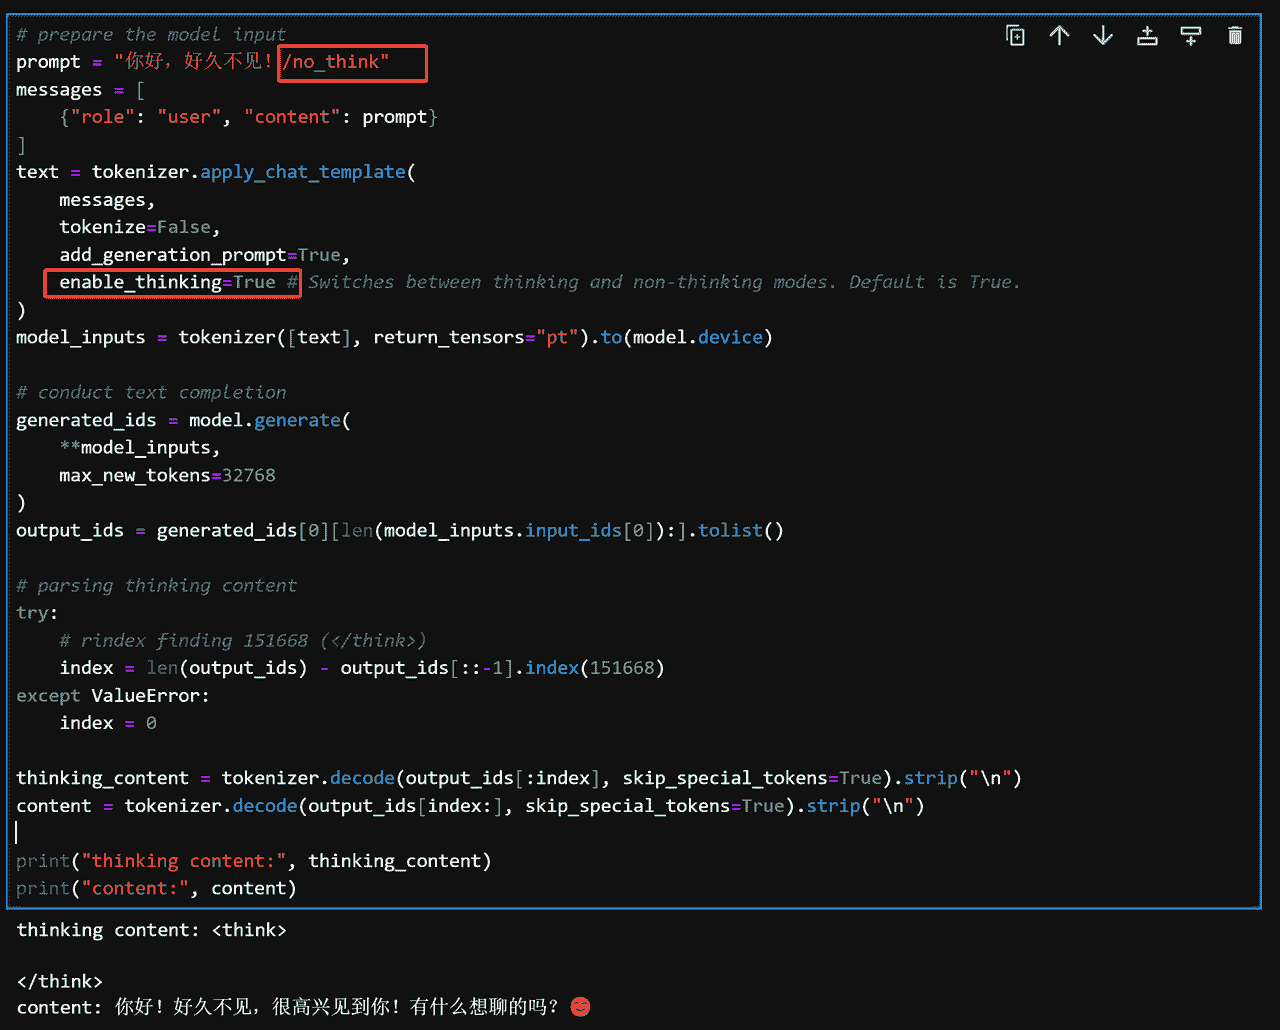 # prepare the model input
prompt = "你好，好久不见！/no_think"
messages = [
    {"role": "user", "content": prompt}
]
text = tokenizer.apply_chat_template(
    messages,
    tokenize=False,
    add_generation_prompt=True,
    enable_thinking=True # Switches between thinking and non-thinking modes. Default is True.
)
model_inputs = tokenizer([text], return_tensors="pt").to(model.device)

# conduct text completion
generated_ids = model.generate(
    **model_inputs,
    max_new_tokens=32768
)
output_ids = generated_ids[0][len(model_inputs.input_ids[0]):].tolist()

# parsing thinking content
try:
    # rindex finding 151668 (</think>)
    index = len(output_ids) - output_ids[::-1].index(151668)
except ValueError:
    index = 0

thinking_content = tokenizer.decode(output_ids[:index], skip_special_tokens=True).strip("\n")
content = tokenizer.decode(output_ids[index:], skip_special_tokens=True).strip("\n")

print("thinking content:", thinking_content)
print("content:", content)
thinking content: <think>

</think>
content: 你好！好久不见，很高兴见到你！有什么想聊的吗？😊